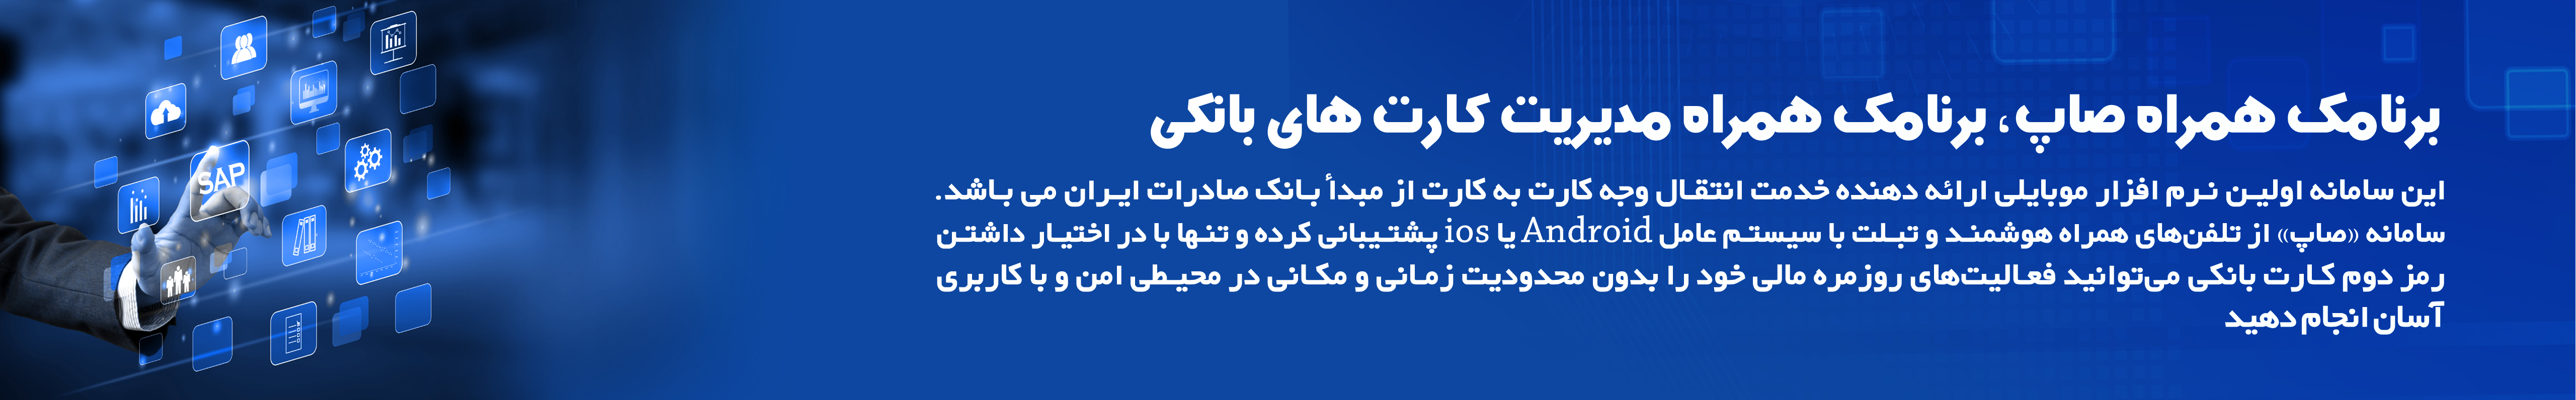 برنامک همراه صاپ، برنامک همراه مدیریت کارت های بانکی
این سامانه اولین نرم افزار موبایلی ارائه دهنده خدمت انتقال وجه کارت به کارت از مبدأ بانک صادرات ایران می باشد.
سامانه «صاپ» از تلفن‌های همراه هوشمند و تبلت با سیستم عامل Android یا ios پشتیبانی کرده و تنها با در اختیار داشتن
رمز دوم کارت بانکی می‌توانید فعالیت‌های روزمره مالی خود را بدون محدودیت زمانی و مکانی در محیطی امن و با کاربری
آسان انجام دهید
SAP